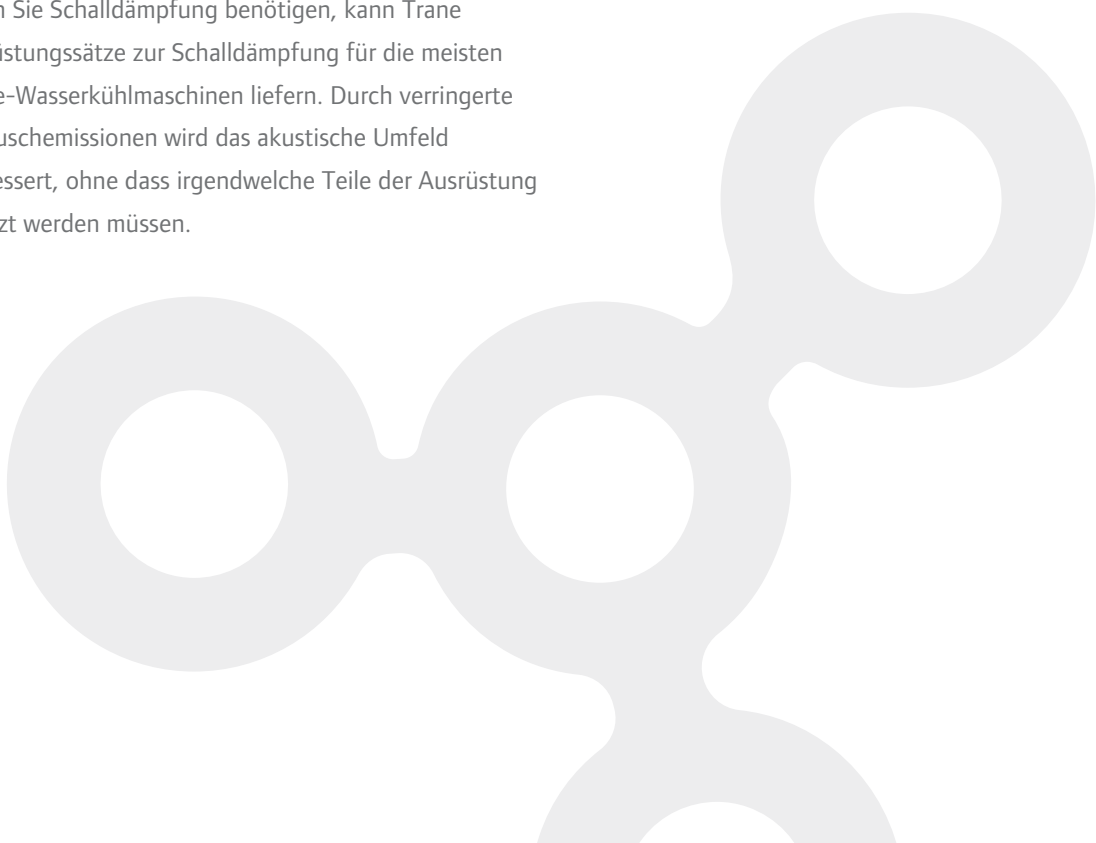 n Sie Schalldämpfung benötigen, kann Trane
üstungssätze zur Schalldämpfung für die meisten
e-Wasserkühlmaschinen liefern. Durch verringerte
uschemissionen wird das akustische Umfeld
essert, ohne dass irgendwelche Teile der Ausrüstung
zt werden müssen.